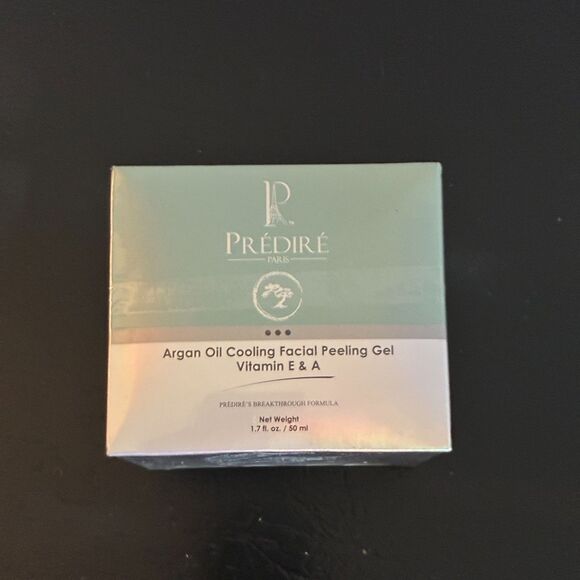 PRÉDIRÉ
PARIS
Argan Oil Cooling Facial Peeling Gel
Vitamin E & A
PRÉDIRÉ'S BREAKTHROUGH FORMULA
Net Weight
1.7 fl. oz. / 50 ml